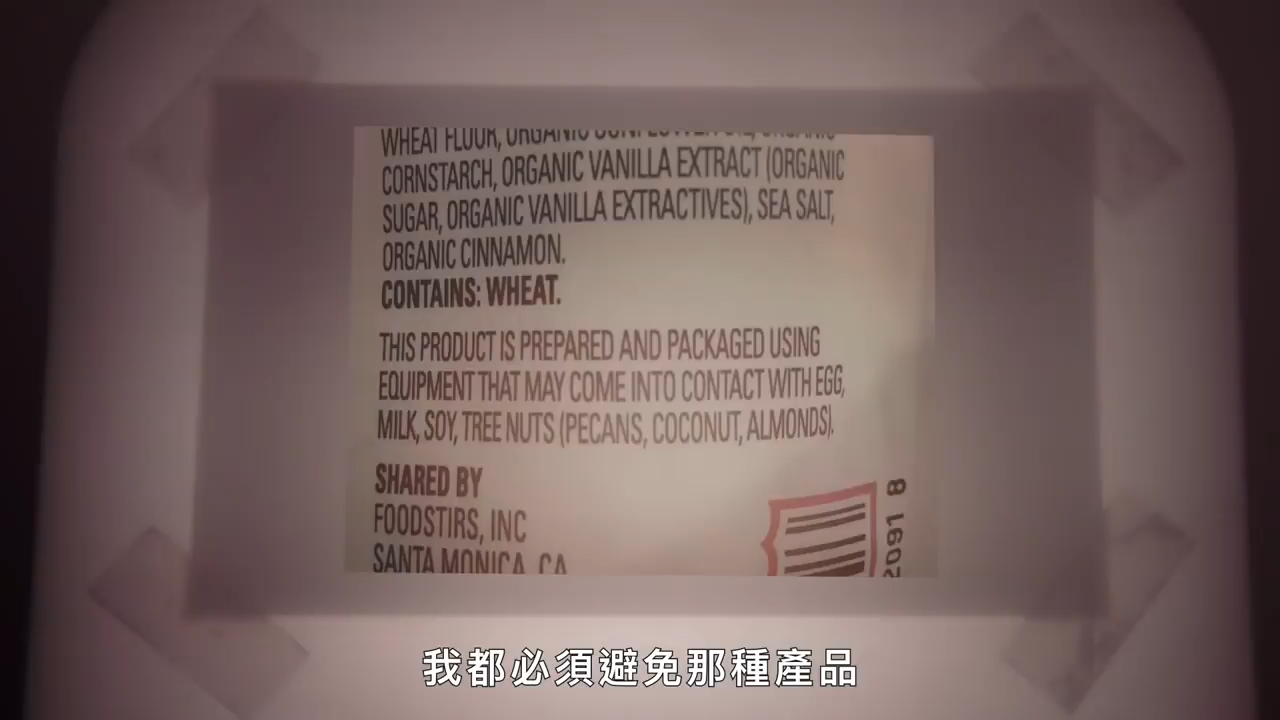 WHEAT FLOUR, ORGANIC SUNFLOWER OIL, ORGANIC
CORNSTARCH, ORGANIC VANILLA EXTRACT (ORGANIC
SUGAR, ORGANIC VANILLA EXTRACTIVES), SEA SALT,
ORGANIC CINNAMON.
CONTAINS: WHEAT.
THIS PRODUCT IS PREPARED AND PACKAGED USING
EQUIPMENT THAT MAY COME INTO CONTACT WITH EGG,
MILK, SOY, TREE NUTS (PECANS, COCONUT, ALMONDS).
SHARED BY
FOODSTIRS, INC
SANTA MONICA, CA
2091 8
我都必須避免那種產品